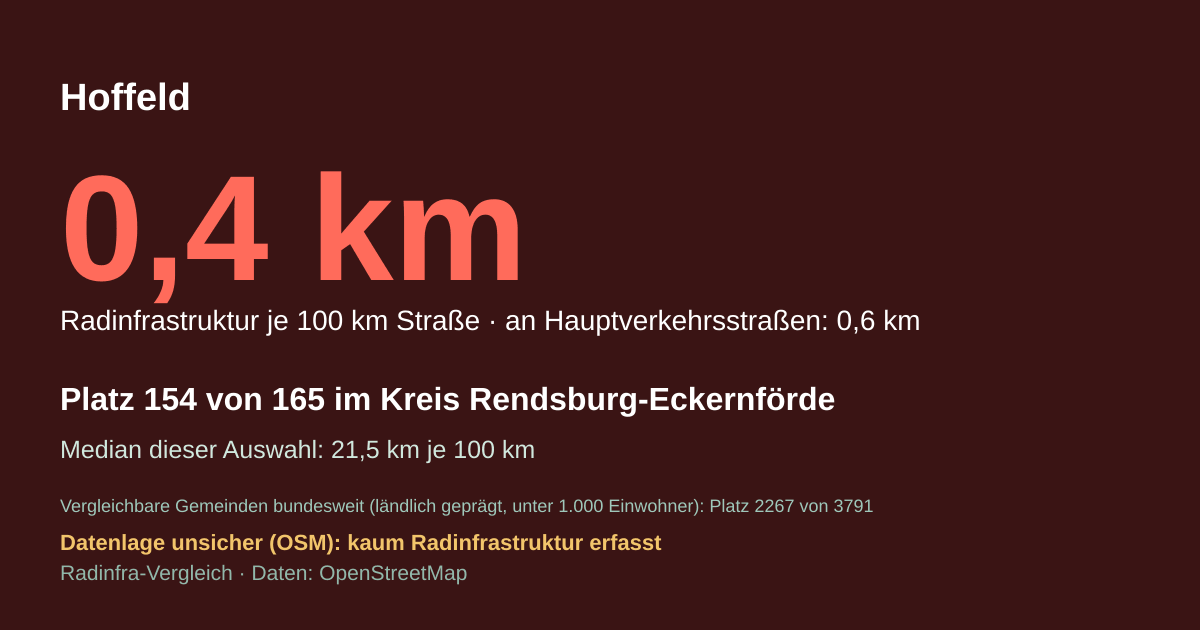 Hoffeld
0,4 km
Radinfrastruktur je 100 km Straße · an Hauptverkehrsstraßen: 0,6 km
Platz 154 von 165 im Kreis Rendsburg-Eckernförde
Median dieser Auswahl: 21,5 km je 100 km
Vergleichbare Gemeinden bundesweit (ländlich geprägt, unter 1.000 Einwohner): Platz 2267 von 3791
Datenlage unsicher (OSM): kaum Radinfrastruktur erfasst
Radinfra-Vergleich · Daten: OpenStreetMap